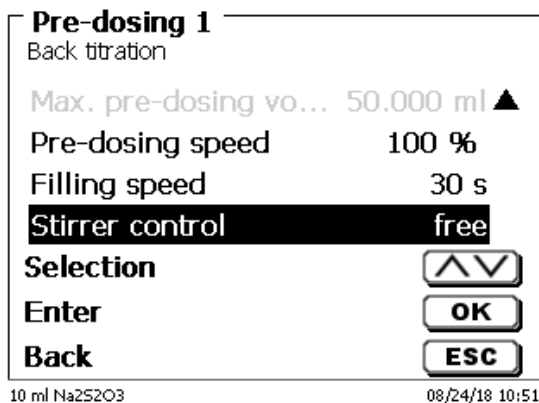 Pre-dosing 1
Back titration
Max. pre-dosing vo... 50.000 ml
Pre-dosing speed 100 %
Filling speed 30 s
Stirrer control free
Selection
Enter OK
Back ESC
10 ml Na2S2O3 08/24/18 10:51